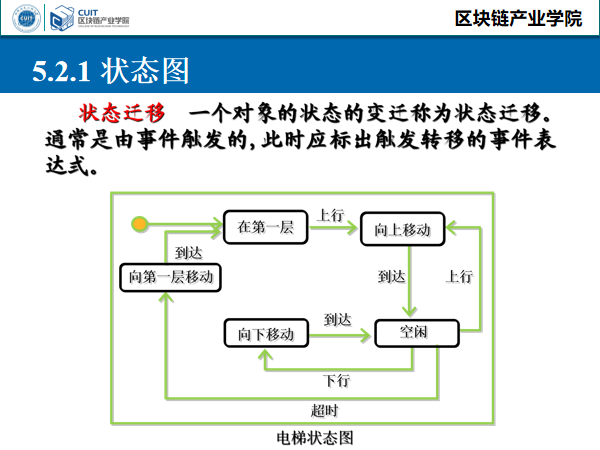 CUIT
区块链产业学院
区块链产业学院
5.2.1 状态图
状态迁移 一个对象的状态的变迁称为状态迁移。
通常是由事件触发的,此时应标出触发转移的事件表
达式。
在第一层
上行
向上移动
到达
向第一层移动
到达
上行
向下移动
到达
空闲
下行
超时
电梯状态图